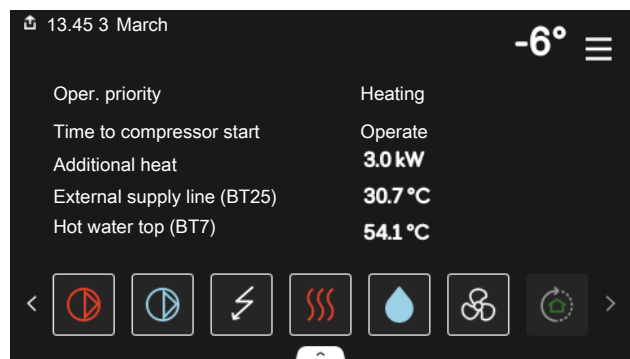 13.45 3 March
-6°
Oper. priority Heating
Time to compressor start Operate
Additional heat 3.0 kW
External supply line (BT25) 30.7 °C
Hot water top (BT7) 54.1 °C